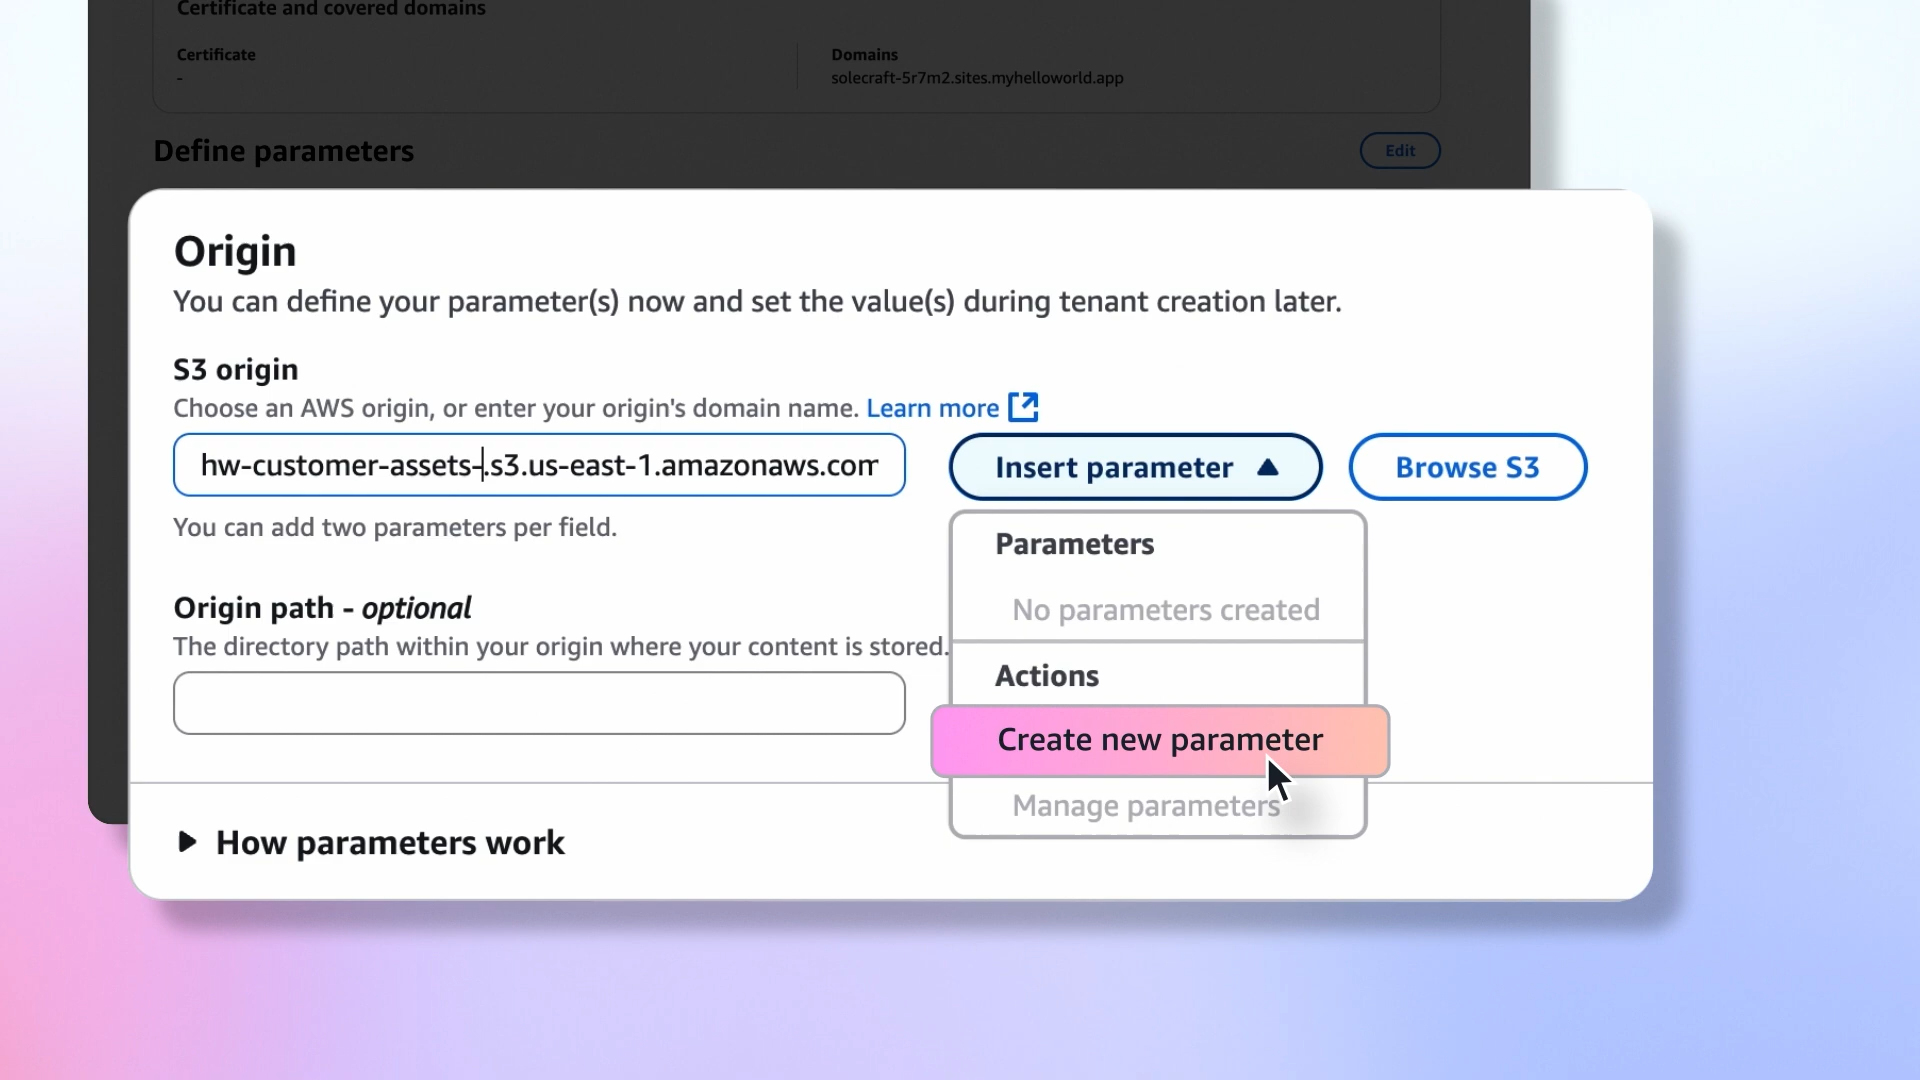 Certificate and covered domains
Certificate
-
Domains
solecraft-5r7m2.sites.myhelloworld.app
Define parameters
Edit
Origin
You can define your parameter(s) now and set the value(s) during tenant creation later.
S3 origin
Choose an AWS origin, or enter your origin's domain name. Learn more
hw-customer-assets-.s3.us-east-1.amazonaws.com
Insert parameter
Browse S3
You can add two parameters per field.
Parameters
No parameters created
Origin path - optional
The directory path within your origin where your content is stored.
Actions
Create new parameter
Manage parameters
How parameters work